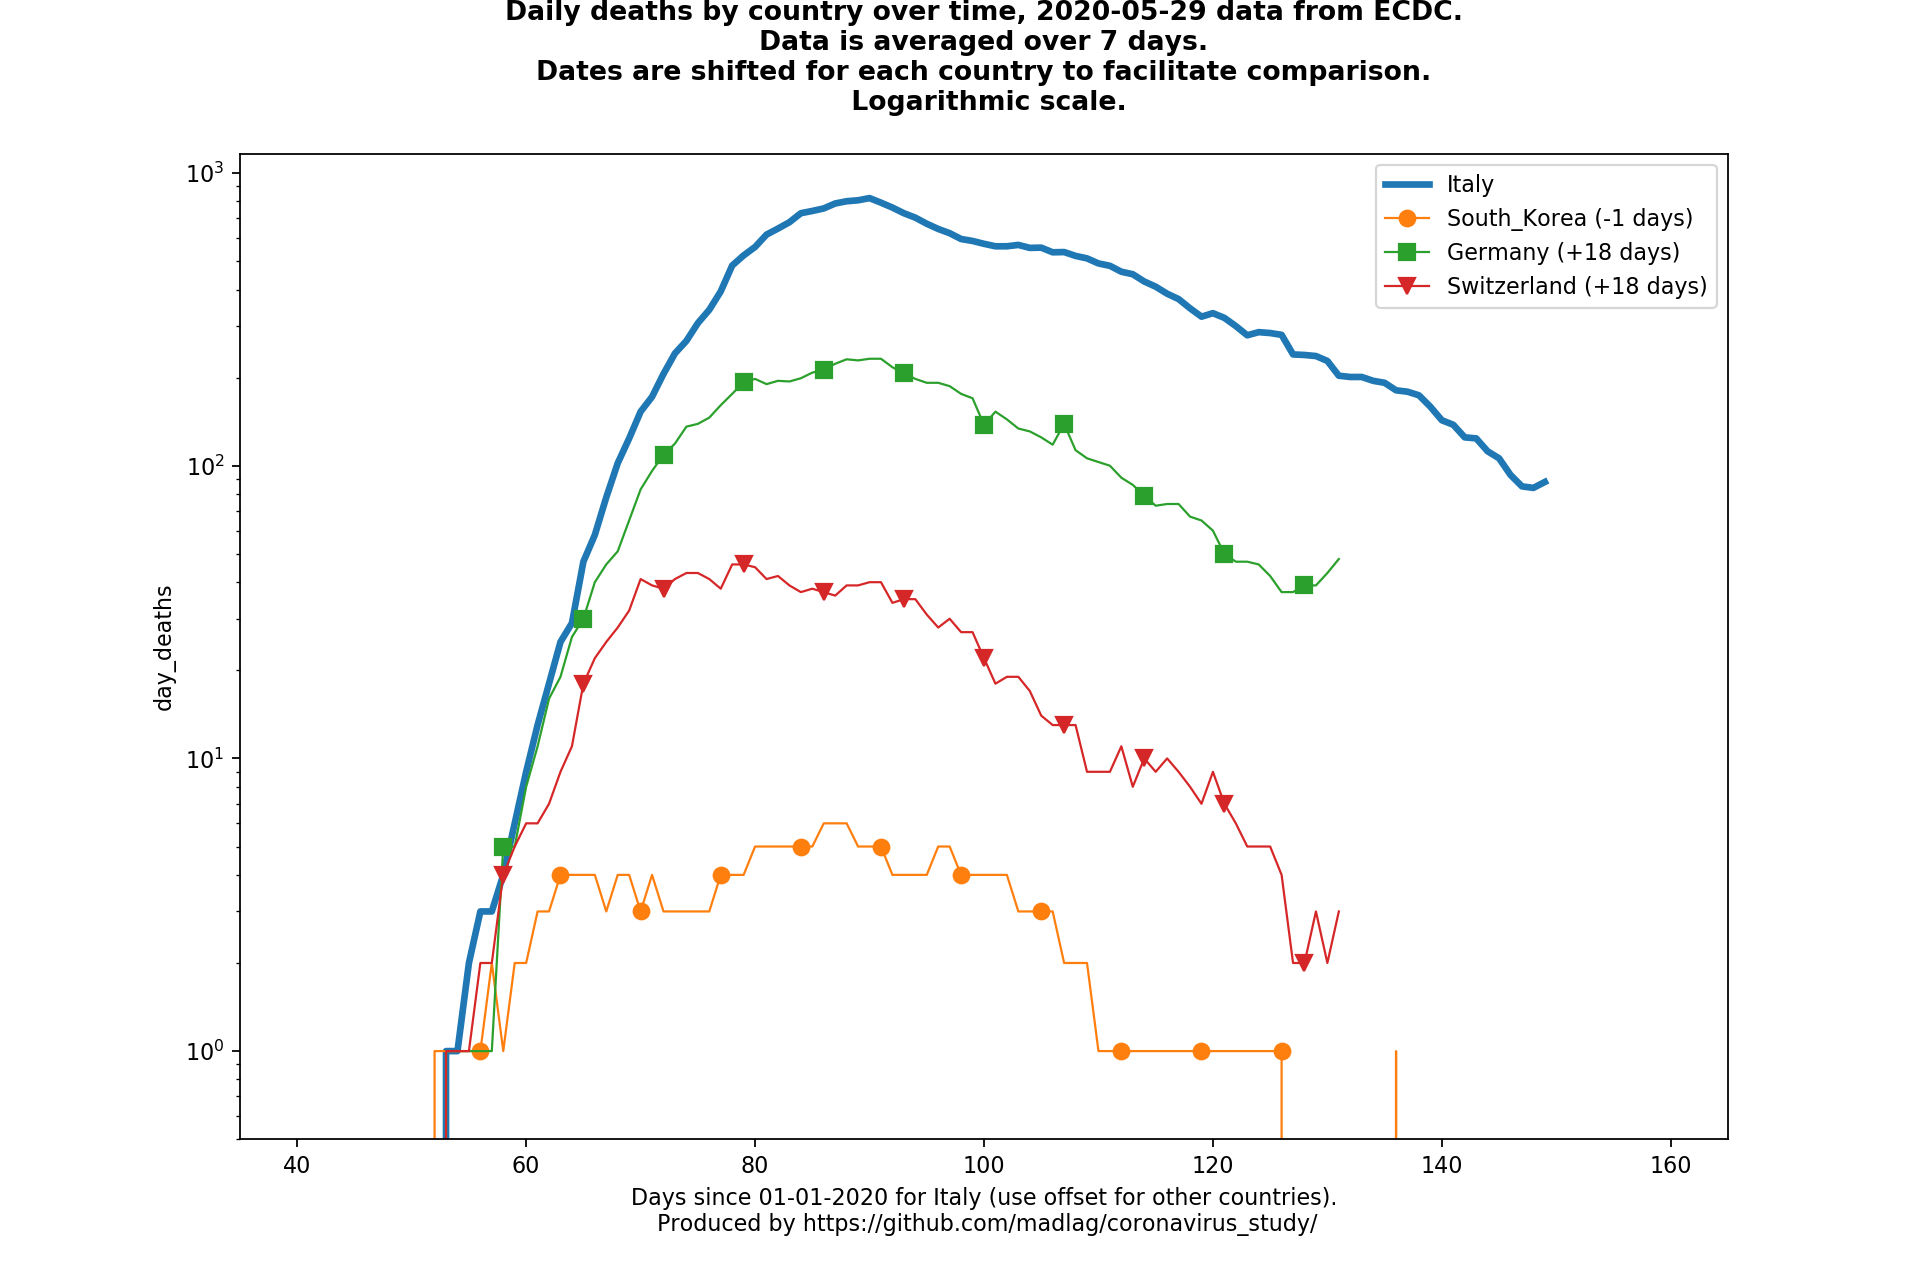 Daily deaths by country over time, 2020-05-29 data from ECDC.
Data is averaged over 7 days.
Dates are shifted for each country to facilitate comparison.
Logarithmic scale.
10³
10²
10¹
10⁰
day_deaths
Italy
South_Korea (-1 days)
Germany (+18 days)
Switzerland (+18 days)
40 60 80 100 120 140 160
Days since 01-01-2020 for Italy (use offset for other countries).
Produced by https://github.com/madlag/coronavirus_study/